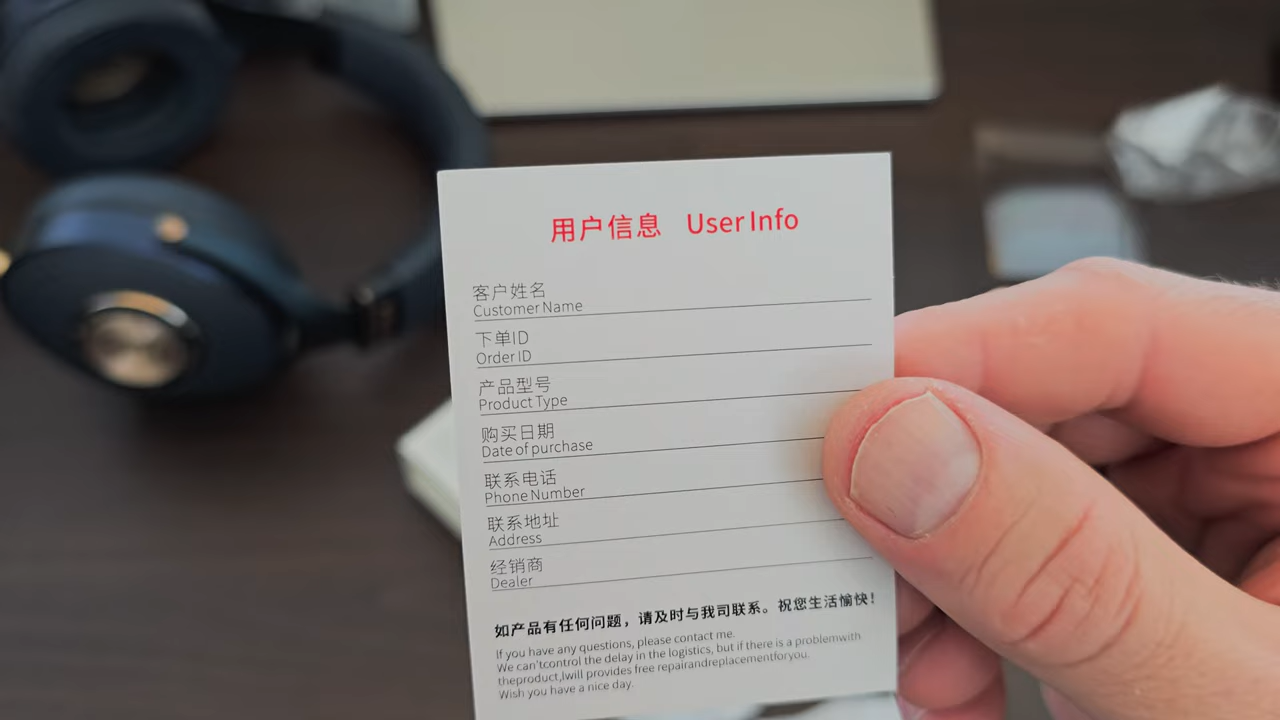 用户信息 User Info
客户姓名
Customer Name
下单ID
Order ID
产品型号
Product Type
购买日期
Date of purchase
联系电话
Phone Number
联系地址
Address
经销商
Dealer
如产品有任何问题，请及时与我司联系。祝您生活愉快！
If you have any questions, please contact me.
We can'tcontrol the delay in the logistics, but if there is a problemwith
theproduct,Iwill provides free repairandreplacementforyou.
Wish you have a nice day.